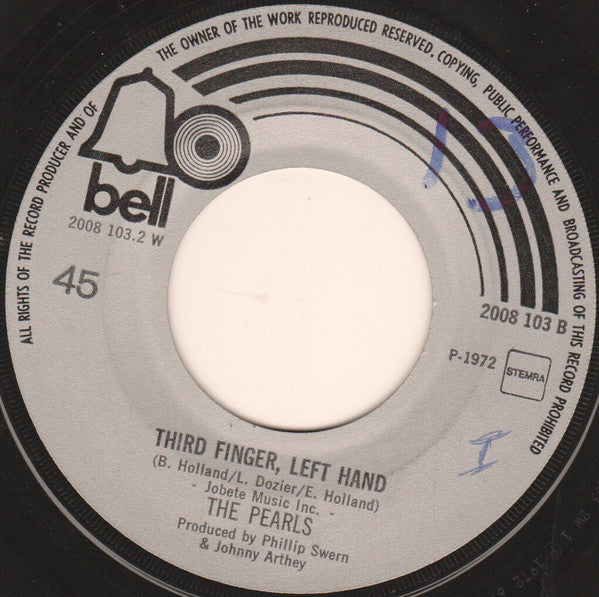 ALL RIGHTS OF THE RECORD PRODUCER AND OF THE OWNER OF THE WORK REPRODUCED RESERVED. COPYING, PUBLIC PERFORMANCE AND BROADCASTING OF THIS RECORD PROHIBITED
bell
2008 103.2 W
45
13
2008 103 B
P-1972
STEMRA
I
THIRD FINGER, LEFT HAND
(B. Holland/L. Dozier/E. Holland)
- Jobete Music Inc. -
THE PEARLS
Produced by Phillip Swern
& Johnny Arthey